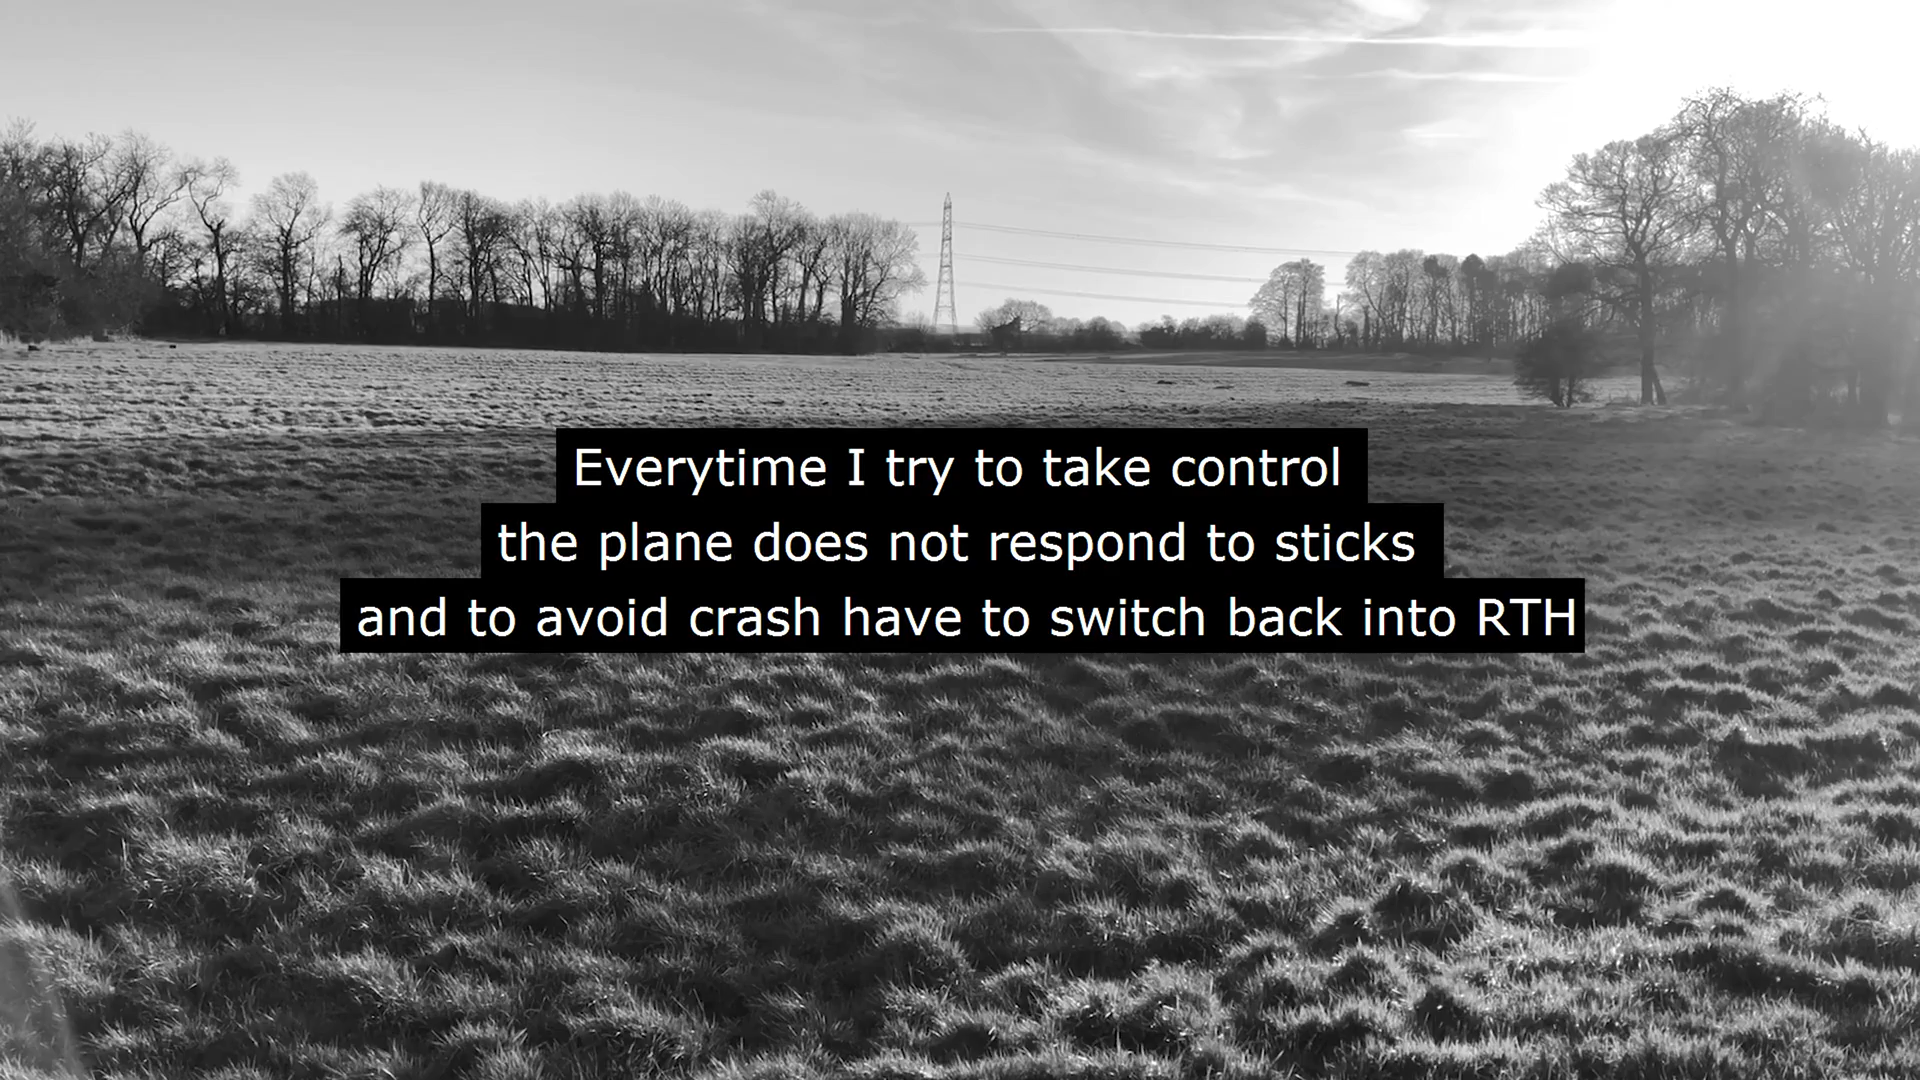 Everytime I try to take control
the plane does not respond to sticks
and to avoid crash have to switch back into RTH